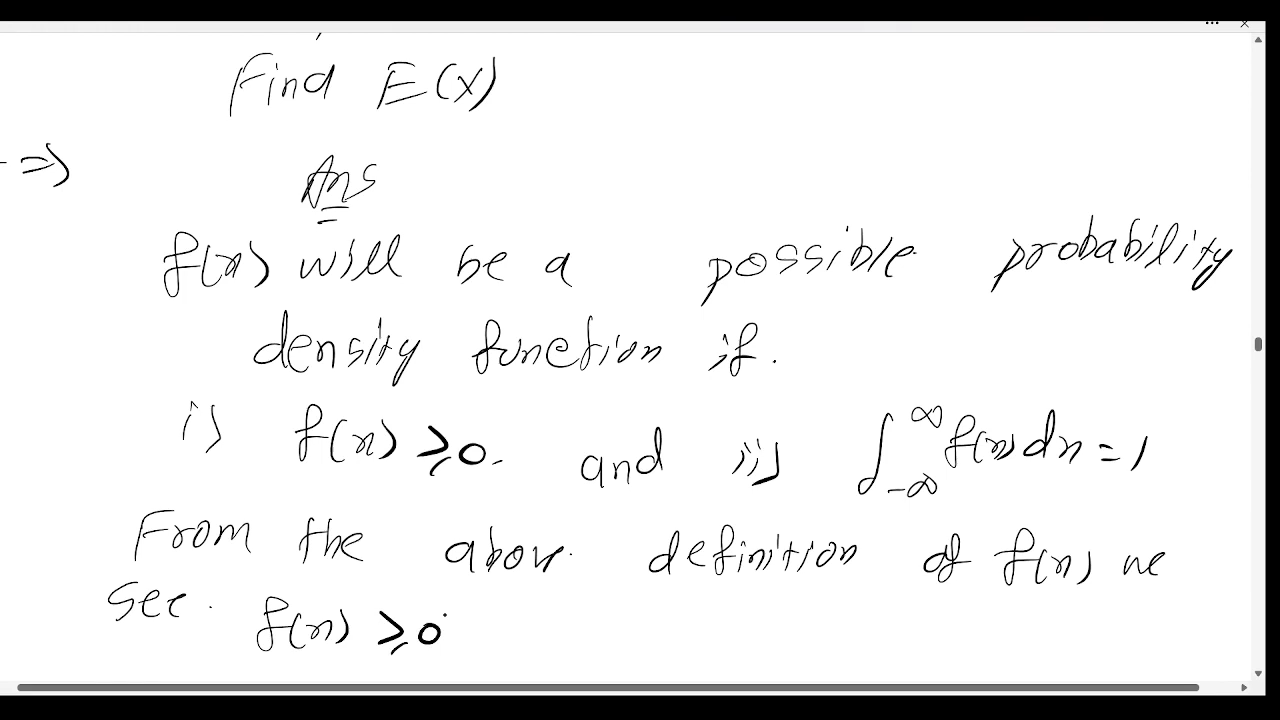 Find E(X)
⇒
Ans
f(x) will be a possible probability
density function if.
i) f(x) ≥ 0. and ii) ∫_{-∞}^{∞} f(x) dx = 1
From the above definition of f(x) we
see. f(x) ≥ 0